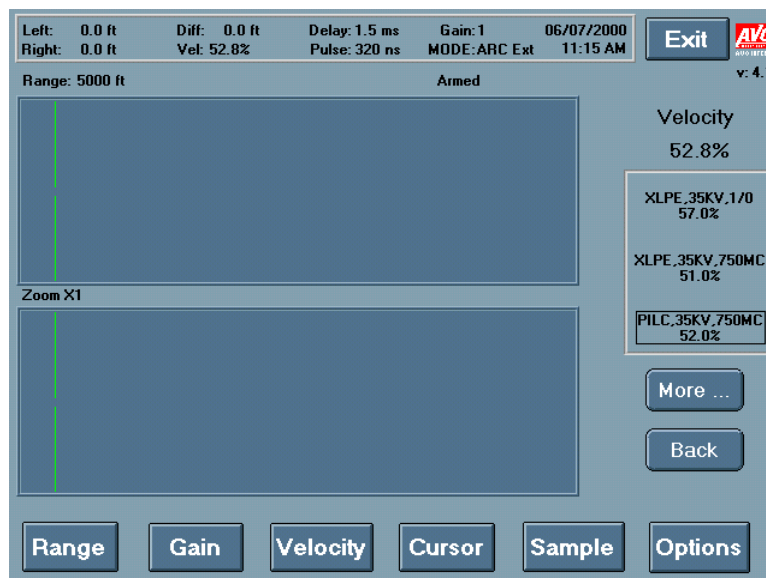 Left: 0.0 ft Diff: 0.0 ft Delay: 1.5 ms Gain: 1 06/07/2000
Right: 0.0 ft Vel: 52.8% Pulse: 320 ns MODE: ARC Ext 11:15 AM
Exit
v: 4.
Range: 5000 ft Armed
Velocity
52.8%
XLPE,35KV,1/0
57.0%
XLPE,35KV,750MC
51.0%
Zoom X1
PILC,35KV,750MC
52.0%
More ...
Back
Range Gain Velocity Cursor Sample Options